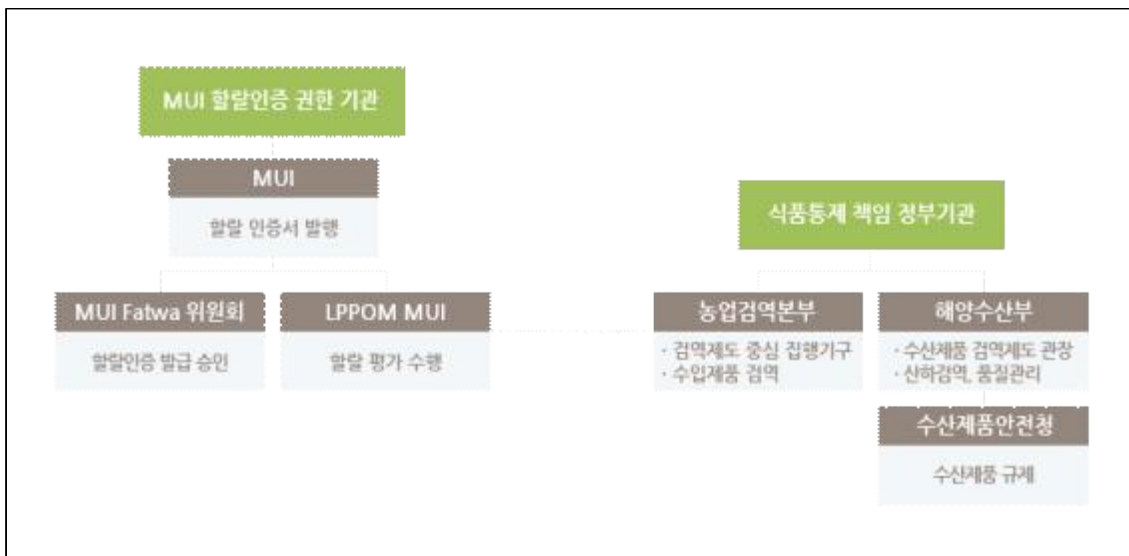 MUI 할랄인증 권한 기관
MUI
할랄 인증서 발행
MUI Fatwa 위원회
할랄인증 발급 승인
LPPOM MUI
할랄 평가 수행
식품통제 책임 정부기관
농업검역본부
· 검역제도 중심 집행기구
· 수입제품 검역
해양수산부
· 수산제품 검역제도 관장
· 산하검역, 품질관리
수산제품안전청
수산제품 규제